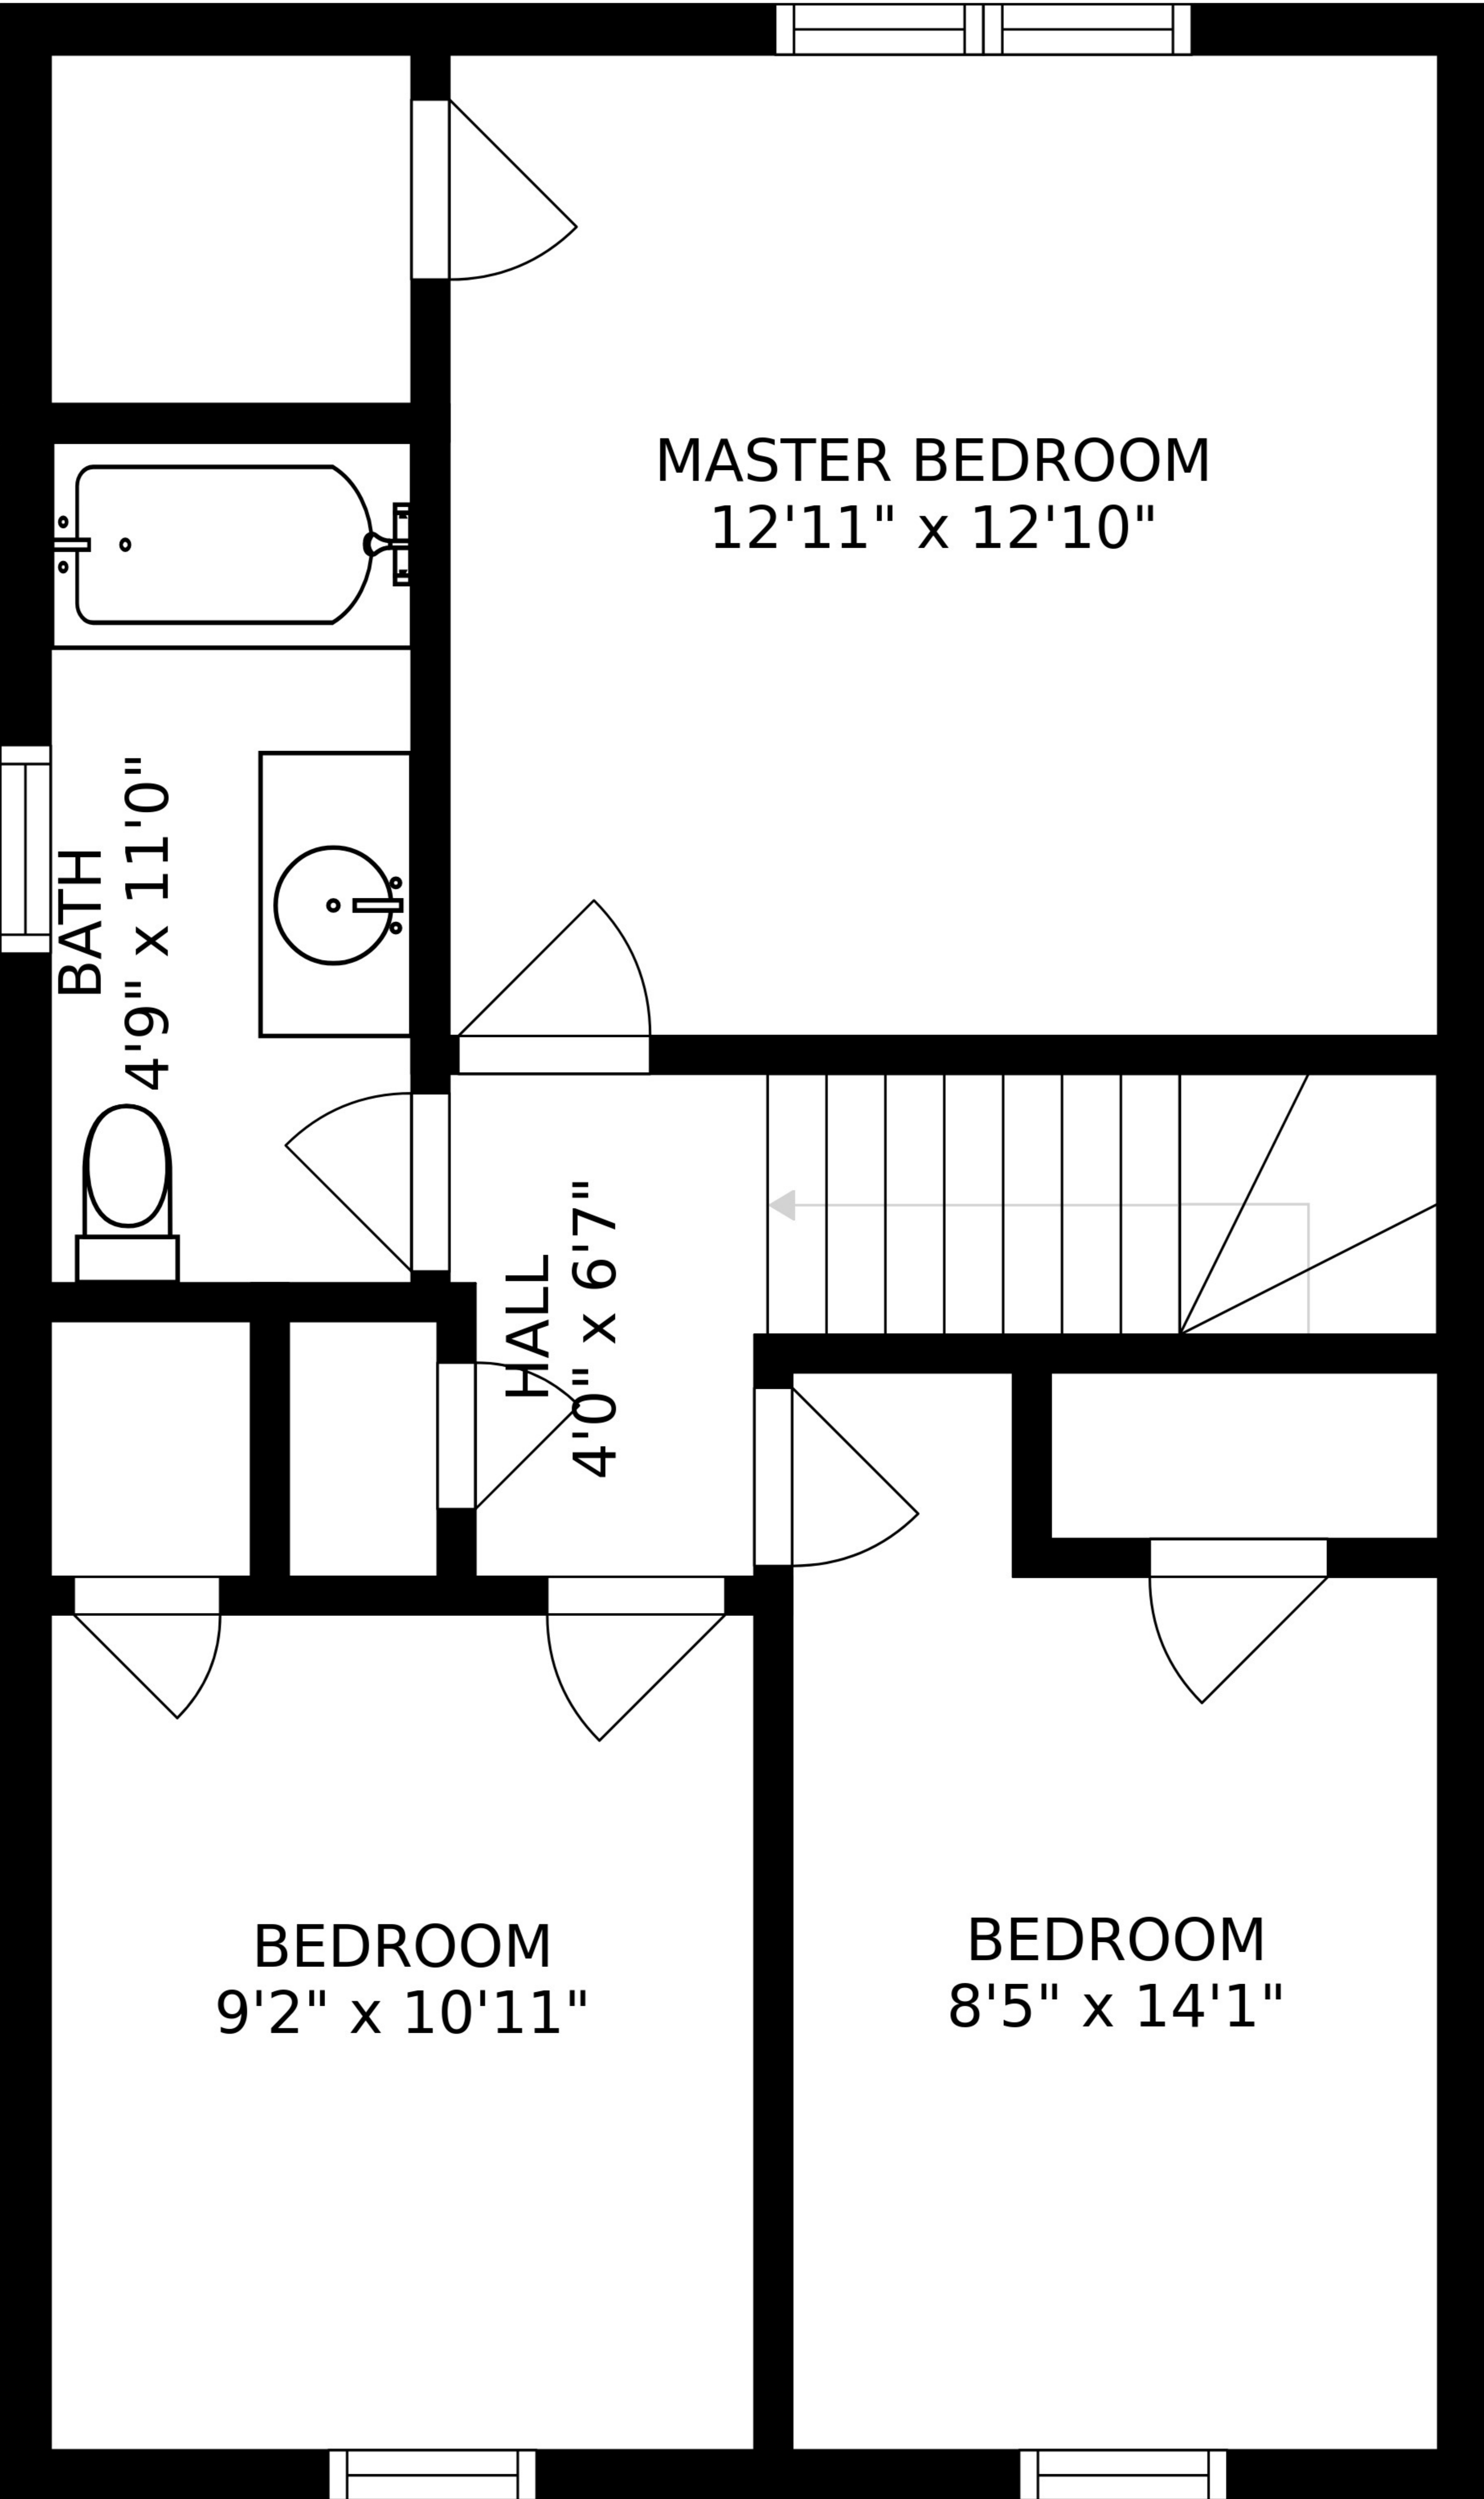 MASTER BEDROOM
12'11" x 12'10"
BATH
4'9" x 11'0"
HALL
4'0" x 6'7"
BEDROOM
9'2" x 10'11"
BEDROOM
8'5" x 14'1"